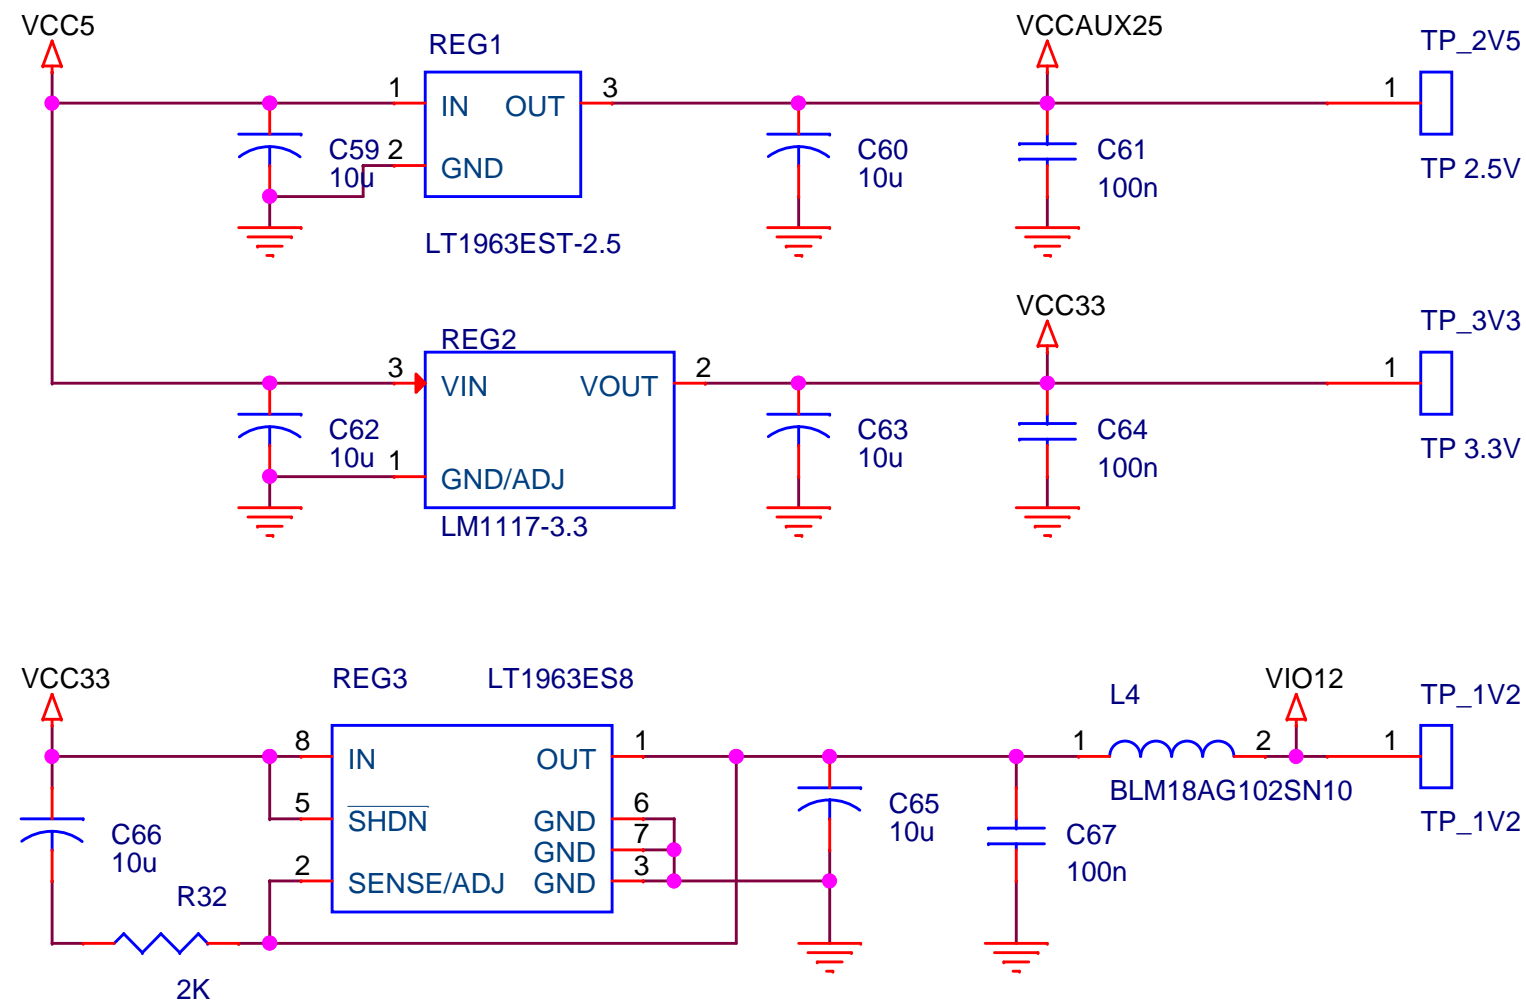 VCC5
REG1
VCCAUX25
TP_2V5
1
IN
OUT
3
1
C59
10u
2
GND
C60
10u
C61
100n
TP 2.5V
LT1963EST-2.5
REG2
VCC33
TP_3V3
3
VIN
VOUT
2
1
C62
10u
1
GND/ADJ
C63
10u
C64
100n
TP 3.3V
LM1117-3.3
VCC33
REG3
LT1963ES8
L4
VIO12
TP_1V2
8
IN
OUT
1
1
2
1
BLM18AG102SN10
5
SHDN
GND
6
GND
7
C66
10u
C65
10u
C67
100n
TP_1V2
2
SENSE/ADJ
GND
3
R32
2K